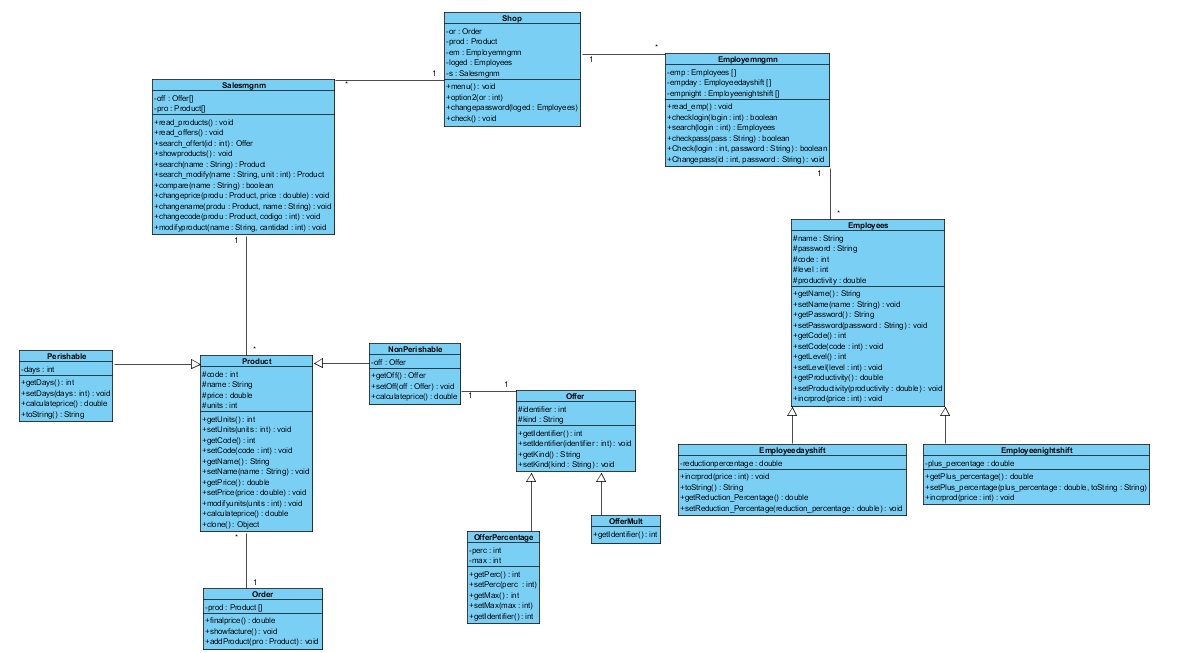 Shop
-or : Order
-prod : Product
-em : Employemngmn
-loged : Employees
-s : Salesmgnm
+menu() : void
+option2(or : int)
+changepassword(loged : Employees)
+check() : void
1
*
1
*
Employemngmn
-emp : Employees []
-empday : Employeedayshift []
-empnight : Employeenightshift []
+read_emp() : void
+checklogin(login : int) : boolean
+search(login : int) : Employees
+checkpass(pass : String) : boolean
+Check(login : int, password : String) : boolean
+Changepass(id : int, password : String) : void
1
*
Salesmgnm
-off : Offer[]
-pro : Product[]
+read_products() : void
+read_offers() : void
+search_offert(id : int) : Offer
+showproducts() : void
+search(name : String) : Product
+search_modify(name : String, unit : int) : Product
+compare(name : String) : boolean
+changeprice(produ : Product, price : double) : void
+changename(produ : Product, name : String) : void
+changecode(produ : Product, codigo : int) : void
+modifyproduct(name : String, cantidad : int) : void
1
*
Employees
#name : String
#password : String
#code : int
#level : int
#productivity : double
+getName() : String
+setName(name : String) : void
+getPassword() : String
+setPassword(password : String) : void
+getCode() : int
+setCode(code : int) : void
+getLevel() : int
+setLevel(level : int) : void
+getProductivity() : double
+setProductivity(productivity : double) : void
+incrprod(price : int) : void
Perishable
-days : int
+getDays() : int
+setDays(days : int) : void
+calculateprice() : double
+toString() : String
Product
#code : int
#name : String
#price : double
#units : int
+getUnits() : int
+setUnits(units : int) : void
+getCode() : int
+setCode(code : int) : void
+getName() : String
+setName(name : String) : void
+getPrice() : double
+setPrice(price : double) : void
+modifyunits(units : int) : void
+calculateprice() : double
+clone() : Object
*
1
NonPerishable
-off : Offer
+getOff() : Offer
+setOff(off : Offer) : void
+calculateprice() : double
1
1
Offer
#identifier : int
#kind : String
+getIdentifier() : int
+setIdentifier(identifier : int) : void
+getKind() : String
+setKind(kind : String) : void
Employeedayshift
-reductionpercentage : double
+incrprod(price : int) : void
+toString() : String
+getReduction_Percentage() : double
+setReduction_Percentage(reduction_percentage : double) : void
Employeenightshift
-plus_percentage : double
+getPlus_percentage() : double
+setPlus_percentage(plus_percentage : double, toString : String)
+incrprod(price : int) : void
OfferPercentage
-perc : int
-max : int
+getPerc() : int
+setPerc(perc : int)
+getMax() : int
+setMax(max : int)
+getIdentifier() : int
OfferMult
+getIdentifier() : int
Order
-prod : Product []
+finalprice() : double
+showfacture() : void
+addProduct(pro : Product) : void